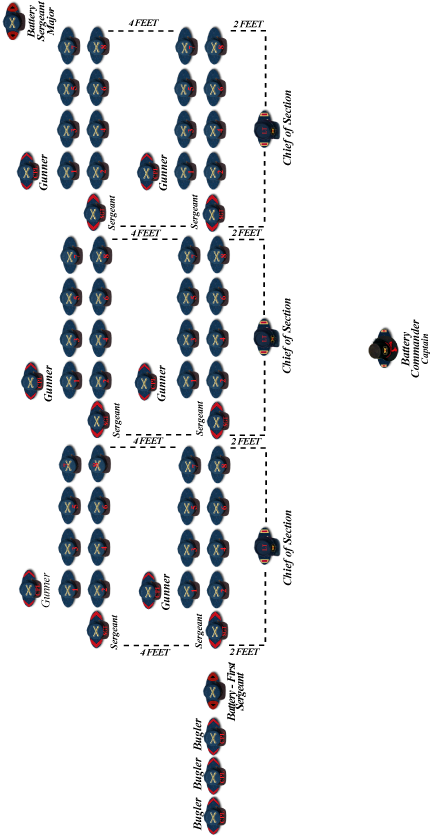 Battery
Sergeant
Major
4 FEET
2 FEET
Chief of Section
Gunner
Gunner
Sergeant
Sergeant
4 FEET
2 FEET
Chief of Section
Battery
Commander
Captain
Gunner
Gunner
Sergeant
Sergeant
4 FEET
2 FEET
Chief of Section
Gunner
Gunner
Sergeant
Sergeant
4 FEET
2 FEET
Battery - First
Sergeant
Bugler
Bugler
Bugler